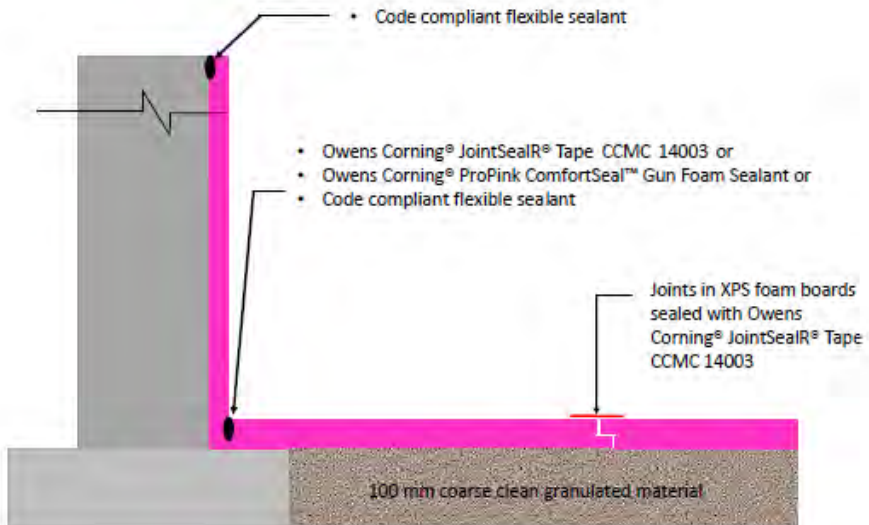 • Code compliant flexible sealant
• Owens Corning® JointSealR® Tape CCMC 14003 or
• Owens Corning® ProPink ComfortSeal™ Gun Foam Sealant or
• Code compliant flexible sealant
Joints in XPS foam boards
sealed with Owens
Corning® JointSealR® Tape
CCMC 14003
100 mm coarse clean granulated material